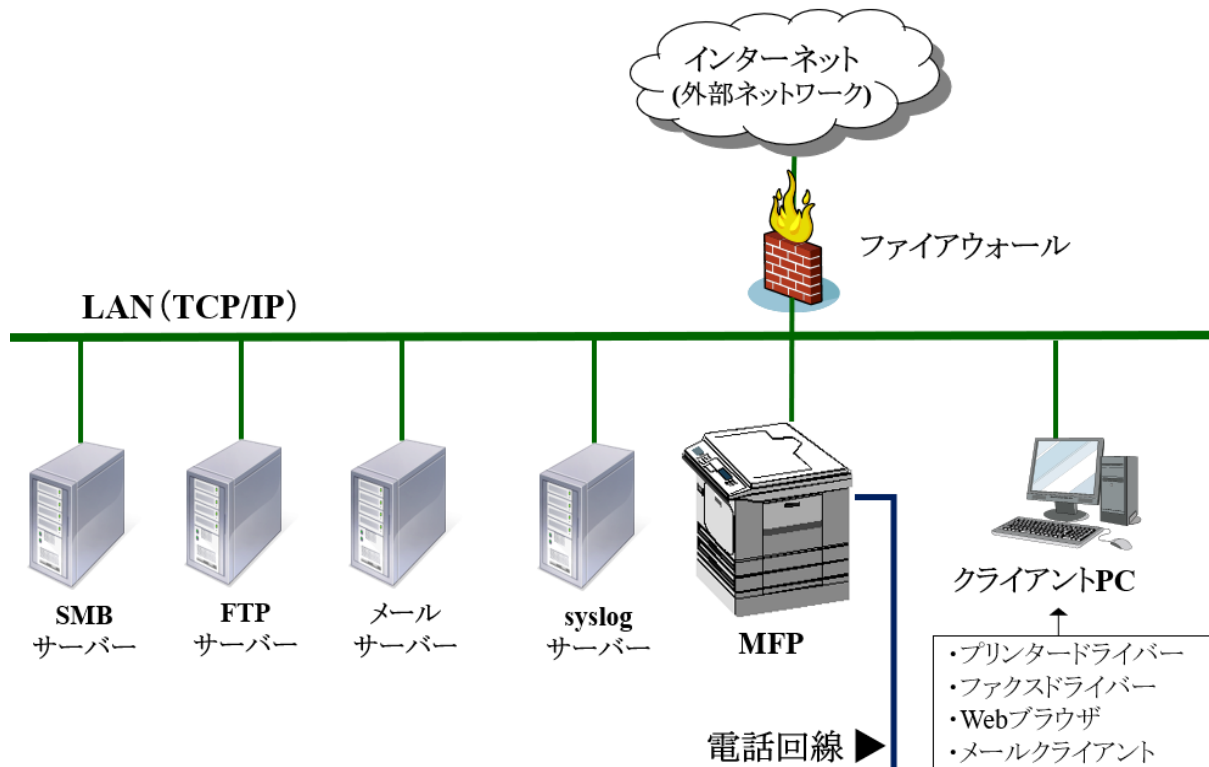 インターネット
(外部ネットワーク)
ファイアウォール
LAN(TCP/IP)
SMB
サーバー
FTP
サーバー
メール
サーバー
syslog
サーバー
MFP
クライアントPC
・プリンタードライバー
・ファクスドライバー
・Webブラウザ
・メールクライアント
電話回線 ▶